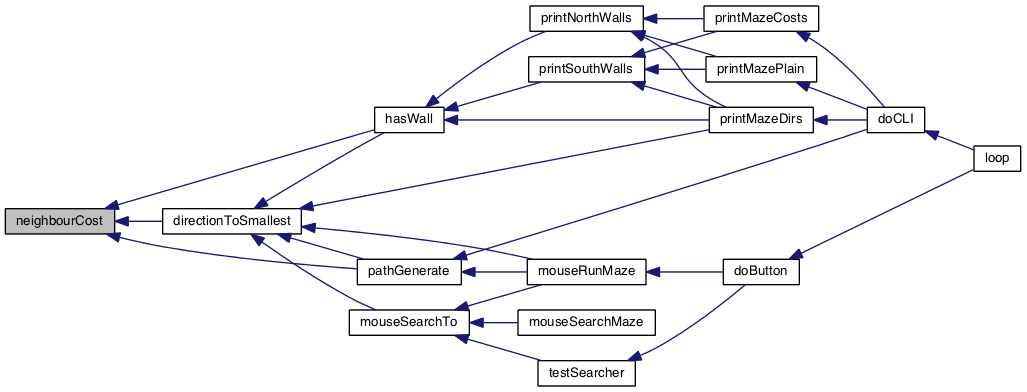 printNorthWalls
printMazeCosts
printSouthWalls
printMazePlain
hasWall
printMazeDirs
doCLI
loop
neighbourCost
directionToSmallest
pathGenerate
mouseRunMaze
doButton
mouseSearchTo
mouseSearchMaze
testSearcher